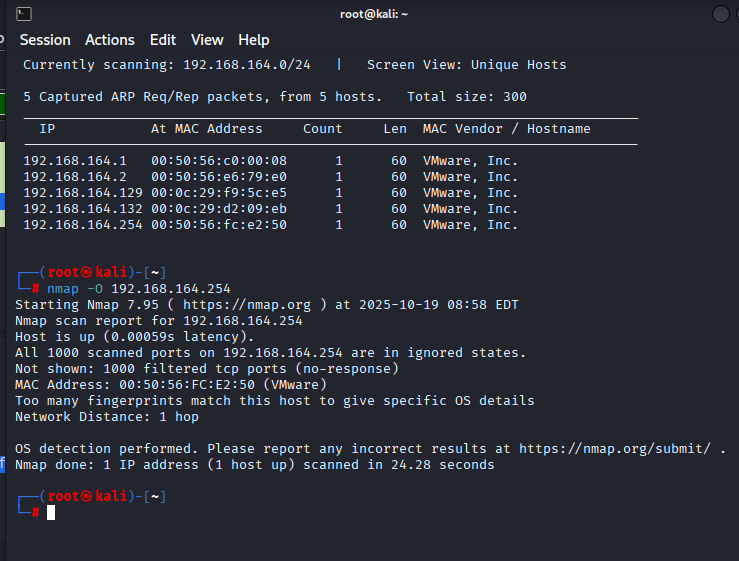 root@kali: ~
Session Actions Edit View Help
Currently scanning: 192.168.164.0/24 | Screen View: Unique Hosts
5 Captured ARP Req/Rep packets, from 5 hosts. Total size: 300
IP At MAC Address Count Len MAC Vendor / Hostname
192.168.164.1 00:50:56:c0:00:08 1 60 VMware, Inc.
192.168.164.2 00:50:56:e6:79:e0 1 60 VMware, Inc.
192.168.164.129 00:0c:29:f9:5c:e5 1 60 VMware, Inc.
192.168.164.132 00:0c:29:d2:09:eb 1 60 VMware, Inc.
192.168.164.254 00:50:56:fc:e2:50 1 60 VMware, Inc.
┌──(root㉿kali)-[~]
└─# nmap -O 192.168.164.254
Starting Nmap 7.95 ( https://nmap.org ) at 2025-10-19 08:58 EDT
Nmap scan report for 192.168.164.254
Host is up (0.00059s latency).
All 1000 scanned ports on 192.168.164.254 are in ignored states.
Not shown: 1000 filtered tcp ports (no-response)
MAC Address: 00:50:56:FC:E2:50 (VMware)
Too many fingerprints match this host to give specific OS details
Network Distance: 1 hop
OS detection performed. Please report any incorrect results at https://nmap.org/submit/ .
Nmap done: 1 IP address (1 host up) scanned in 24.28 seconds
┌──(root㉿kali)-[~]
└─#